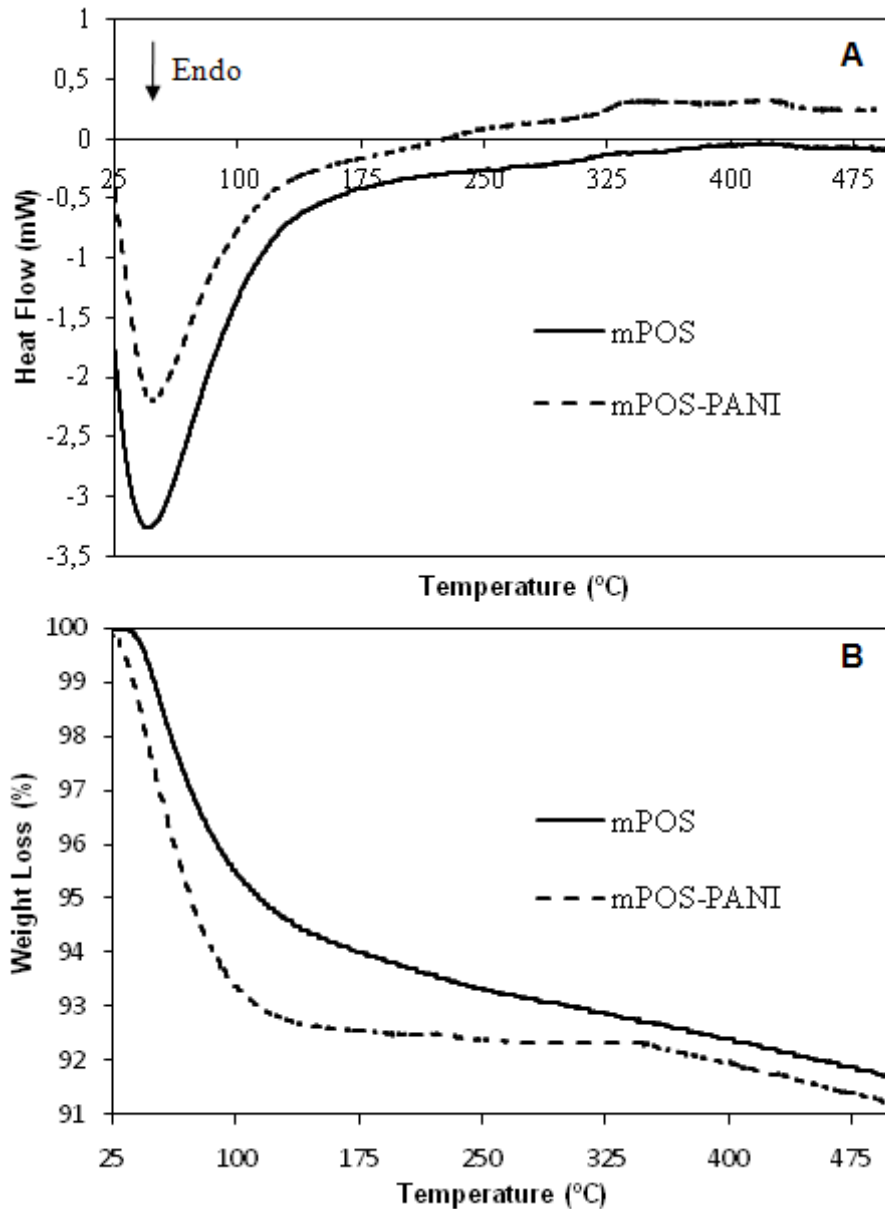 1
A
0,5
Endo
0
25 100 175 250 325 400 475
-0,5
-1
-1,5
mPOS
-2
mPOS-PANI
-2,5
-3
-3,5
Heat Flow (mW)
Temperature (ºC)
100
B
99
98
97
mPOS
96
mPOS-PANI
95
94
93
92
91
Weight Loss (%)
25 100 175 250 325 400 475
Temperature (ºC)